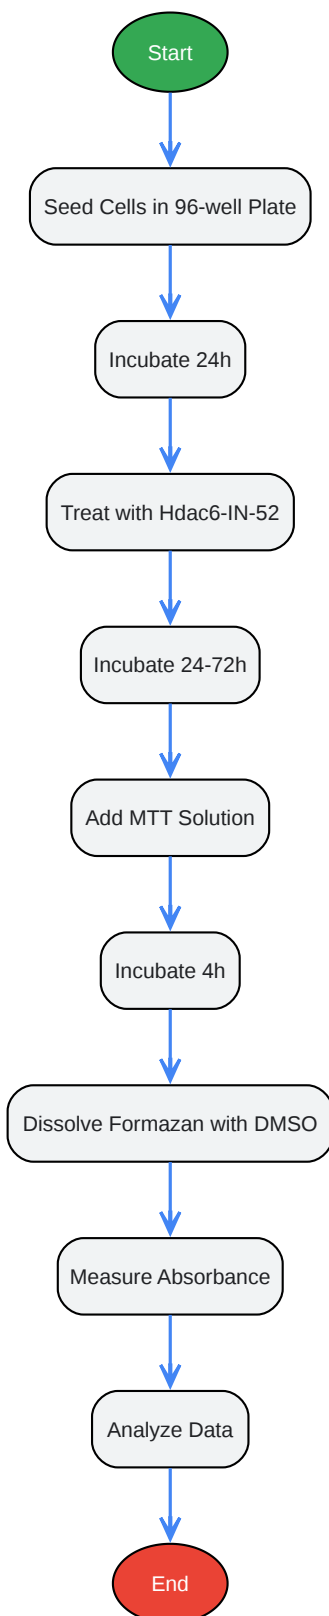 Start
Seed Cells in 96-well Plate
Incubate 24h
Treat with Hdac6-IN-52
Incubate 24-72h
Add MTT Solution
Incubate 4h
Dissolve Formazan with DMSO
Measure Absorbance
Analyze Data
End